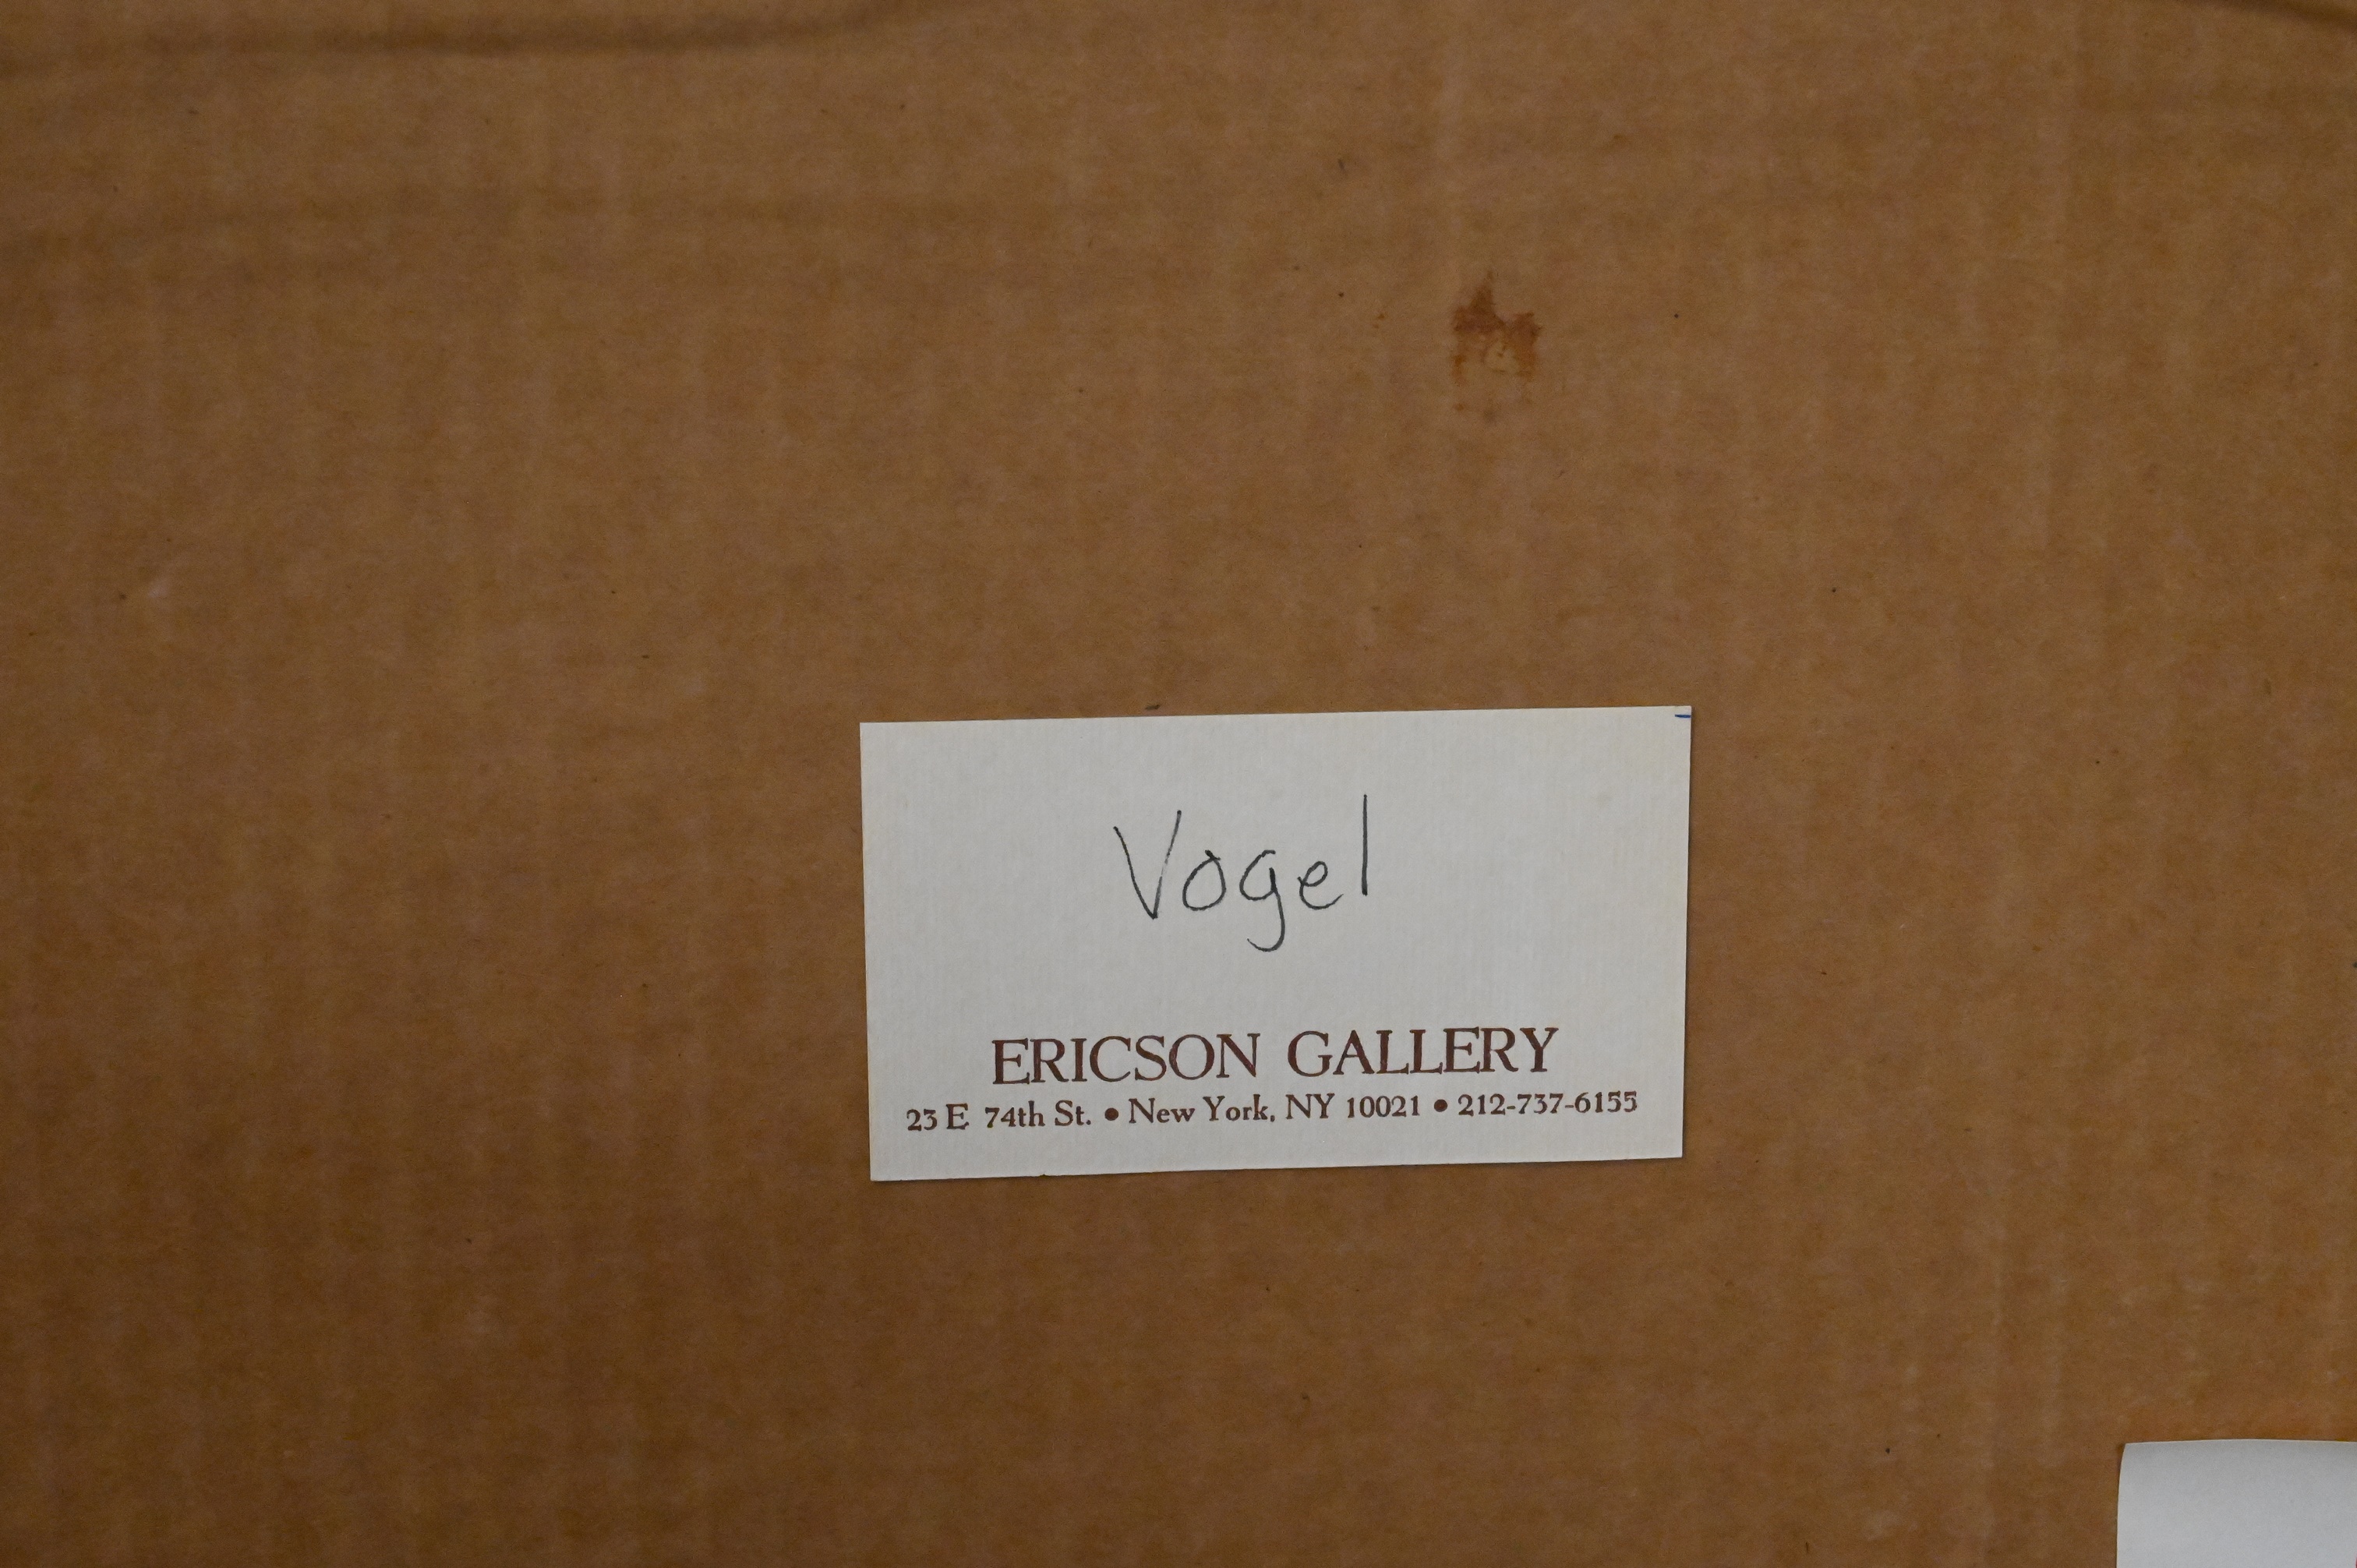 Vogel
ERICSON GALLERY
23 E 74th St. • New York, NY 10021 • 212-737-6155